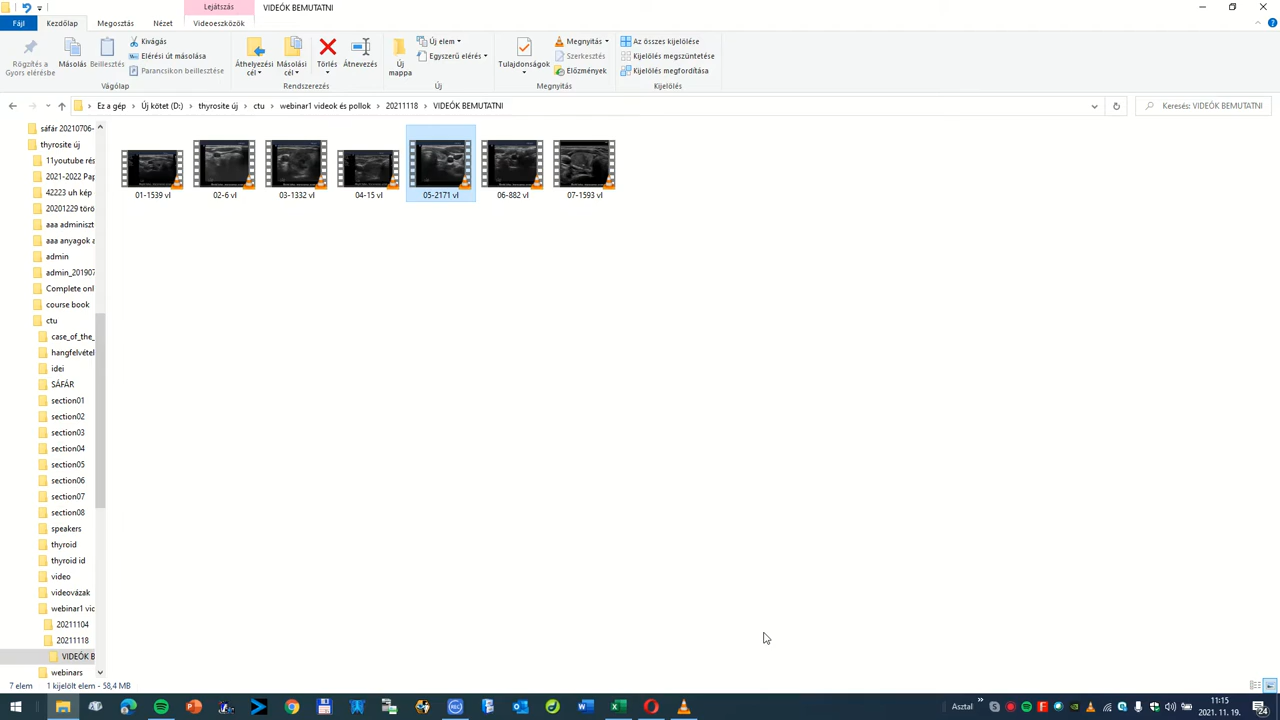 Lejátszás
VIDEÓK BEMUTATNI
Fájl
Kezdőlap
Megosztás
Nézet
Videoeszközök
Rögzítés a
Gyors elérésbe
Másolás
Beillesztés
Kivágás
Elérési út másolása
Parancsikon beillesztése
Vágólap
Áthelyezési
cél
Másolási
cél
Törlés
Átnevezés
Rendszerezés
Új
mappa
Új elem
Egyszerű elérés
Új
Tulajdonságok
Megnyitás
Szerkesztés
Előzmények
Megnyitás
Az összes kijelölése
Kijelölés megszüntetése
Kijelölés megfordítása
Kijelölés
Ez a gép
Új kötet (D:)
thyrosite új
ctu
webinar1 videok és pollok
20211118
VIDEÓK BEMUTATNI
Keresés: VIDEÓK BEMUTATNI
sáfár 20210706-
thyrosite új
11youtube rés
2021-2022 Pap
42223 uh kép
20201229 törö
aaa adminiszt
aaa anyagok a
admin
admin_201907
Complete onl
course book
ctu
case_of_the_
hangfelvétel
idei
SÁFÁR
section01
section02
section03
section04
section05
section06
section07
section08
speakers
thyroid
thyroid id
video
videovázak
webinar1 vid
20211104
20211118
VIDEÓK B
webinars
01-1539 vl
02-6 vl
03-1332 vl
04-15 vl
05-2171 vl
06-882 vl
07-1593 vl
7 elem
1 kijelölt elem - 58,4 MB
Asztal
11:15
2021. 11. 19.